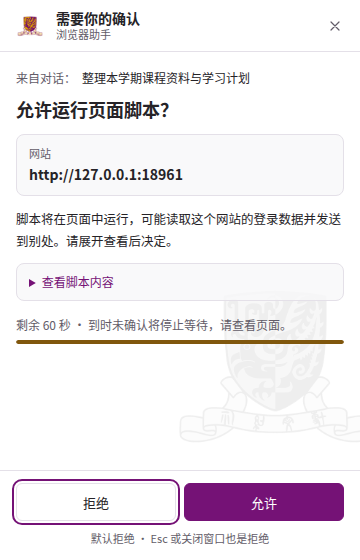 需要你的确认
浏览器助手
来自对话： 整理本学期课程资料与学习计划
允许运行页面脚本？
网站
http://127.0.0.1:18961
脚本将在页面中运行，可能读取这个网站的登录数据并发送
到别处。请展开查看后决定。
查看脚本内容
剩余 60 秒 · 到时未确认将停止等待，请查看页面。
拒绝
允许
默认拒绝 · Esc 或关闭窗口也是拒绝